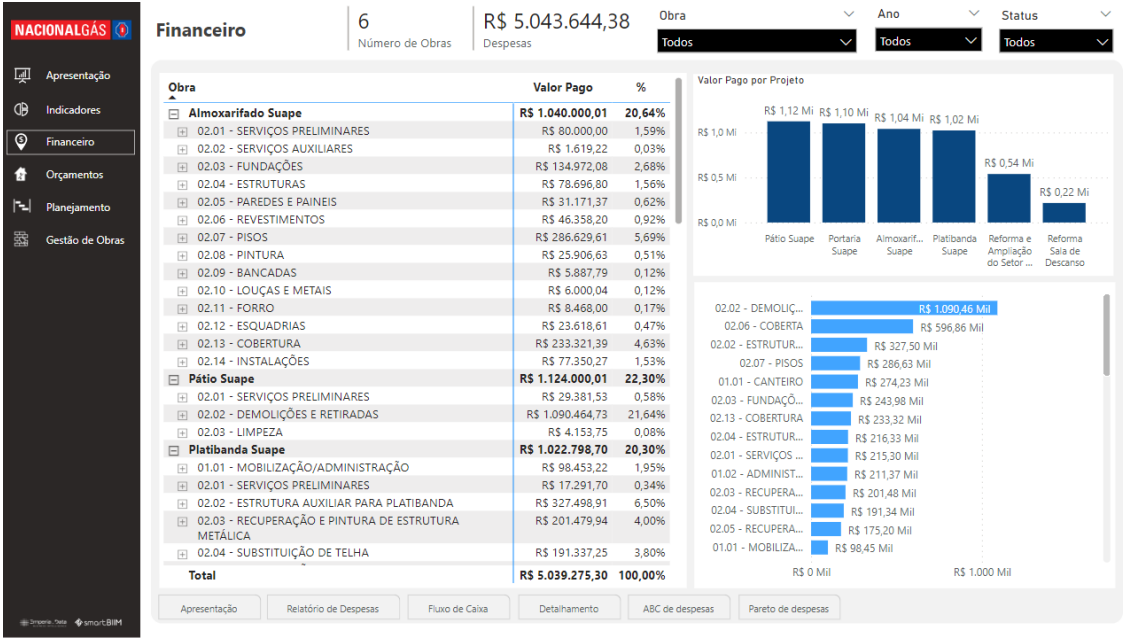 NACIONALGÁS
Apresentação
Indicadores
Financeiro
Orçamentos
Planejamento
Gestão de Obras
smartBIM
Financeiro
6
Número de Obras
R$ 5.043.644,38
Despesas
Obra
Todos
Ano
Todos
Status
Todos
Obra Valor Pago %
Almoxarifado Suape R$ 1.040.000,01 20,64%
02.01 - SERVIÇOS PRELIMINARES R$ 80.000,00 1,59%
02.02 - SERVIÇOS AUXILIARES R$ 1.619,22 0,03%
02.03 - FUNDAÇÕES R$ 134.972,08 2,68%
02.04 - ESTRUTURAS R$ 78.696,80 1,56%
02.05 - PAREDES E PAINEIS R$ 31.171,37 0,62%
02.06 - REVESTIMENTOS R$ 46.358,20 0,92%
02.07 - PISOS R$ 286.629,61 5,69%
02.08 - PINTURA R$ 25.906,63 0,51%
02.09 - BANCADAS R$ 5.887,79 0,12%
02.10 - LOUÇAS E METAIS R$ 6.000,04 0,12%
02.11 - FORRO R$ 8.468,00 0,17%
02.12 - ESQUADRIAS R$ 23.618,61 0,47%
02.13 - COBERTURA R$ 233.321,39 4,63%
02.14 - INSTALAÇÕES R$ 77.350,27 1,53%
Pátio Suape R$ 1.124.000,01 22,30%
02.01 - SERVIÇOS PRELIMINARES R$ 29.381,53 0,58%
02.02 - DEMOLIÇÕES E RETIRADAS R$ 1.090.464,73 21,64%
02.03 - LIMPEZA R$ 4.153,75 0,08%
Platibanda Suape R$ 1.022.798,70 20,30%
01.01 - MOBILIZAÇÃO/ADMINISTRAÇÃO R$ 98.453,22 1,95%
02.01 - SERVIÇOS PRELIMINARES R$ 17.291,70 0,34%
02.02 - ESTRUTURA AUXILIAR PARA PLATIBANDA R$ 327.498,91 6,50%
02.03 - RECUPERAÇÃO E PINTURA DE ESTRUTURA R$ 201.479,94 4,00%
METÁLICA
02.04 - SUBSTITUIÇÃO DE TELHA R$ 191.337,25 3,80%
Total R$ 5.039.275,30 100,00%
Valor Pago por Projeto
R$ 1,12 Mi R$ 1,10 Mi R$ 1,04 Mi R$ 1,02 Mi
R$ 1,0 Mi
R$ 0,54 Mi
R$ 0,5 Mi
R$ 0,22 Mi
R$ 0,0 Mi
Pátio Suape Portaria Almoxarif... Platibanda Reforma e Reforma
Suape Suape Suape Ampliação Sala de
do Setor ... Descanso
02.02 - DEMOLIÇ... R$ 1.090,46 Mil
02.06 - COBERTA R$ 596,86 Mil
02.02 - ESTRUTUR... R$ 327,50 Mil
02.07 - PISOS R$ 286,63 Mil
01.01 - CANTEIRO R$ 274,23 Mil
02.03 - FUNDAÇÕ... R$ 243,98 Mil
02.13 - COBERTURA R$ 233,32 Mil
02.04 - ESTRUTUR... R$ 216,33 Mil
02.01 - SERVIÇOS ... R$ 215,30 Mil
01.02 - ADMINIST... R$ 211,37 Mil
02.03 - RECUPERA... R$ 201,48 Mil
02.04 - SUBSTITUI... R$ 191,34 Mil
02.05 - RECUPERA... R$ 175,20 Mil
01.01 - MOBILIZA... R$ 98,45 Mil
R$ 0 Mil R$ 1.000 Mil
Apresentação
Relatório de Despesas
Fluxo de Caixa
Detalhamento
ABC de despesas
Pareto de despesas